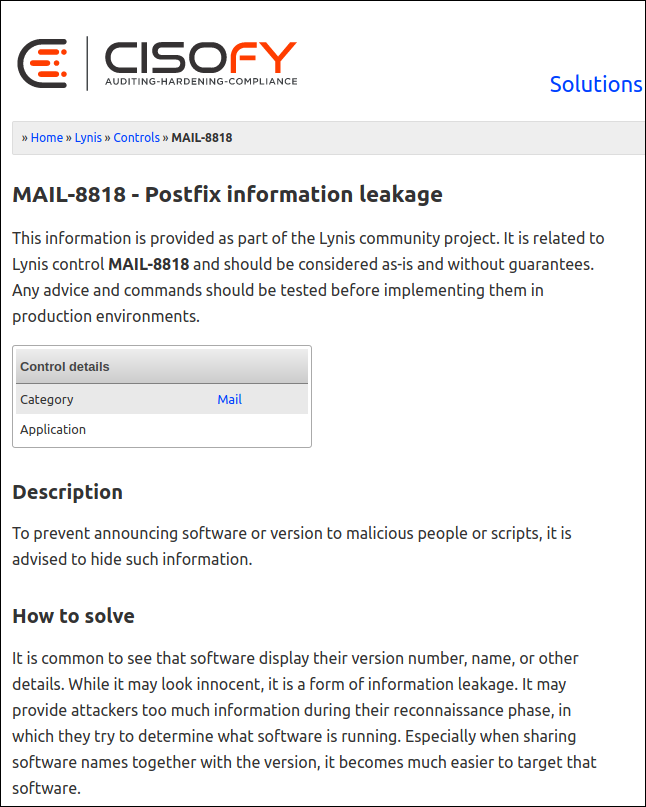 CISOFY
AUDITING-HARDENING-COMPLIANCE
Solutions
» Home » Lynis » Controls » MAIL-8818
MAIL-8818 - Postfix information leakage
This information is provided as part of the Lynis community project. It is related to
Lynis control MAIL-8818 and should be considered as-is and without guarantees.
Any advice and commands should be tested before implementing them in
production environments.
Control details
Category Mail
Application
Description
To prevent announcing software or version to malicious people or scripts, it is
advised to hide such information.
How to solve
It is common to see that software display their version number, name, or other
details. While it may look innocent, it is a form of information leakage. It may
provide attackers too much information during their reconnaissance phase, in
which they try to determine what software is running. Especially when sharing
software names together with the version, it becomes much easier to target that
software.